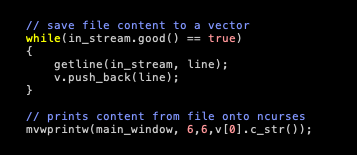 // save file content to a vector
while(in_stream.good() == true)
{
    getline(in_stream, line);
    v.push_back(line);
}
// prints content from file onto ncurses
mvwprintw(main_window, 6,6,v[0].c_str());